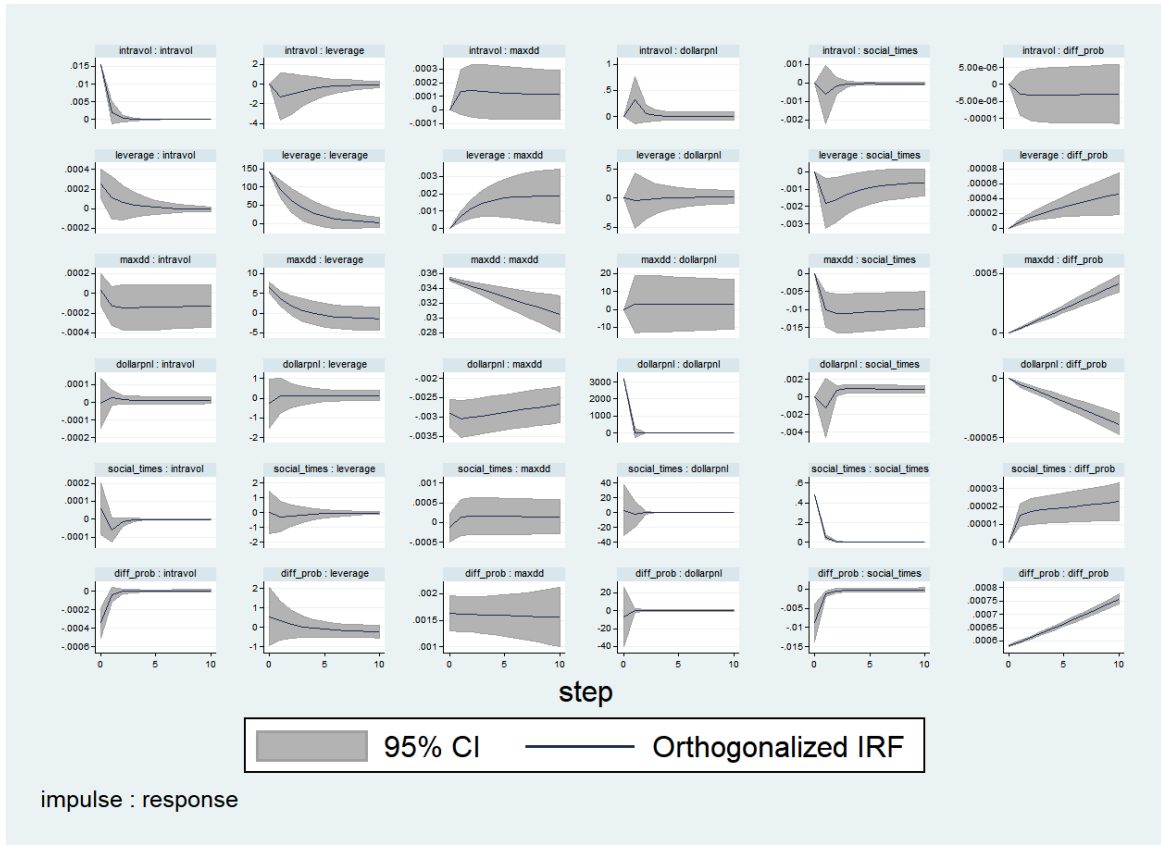 intravol : intravol intravol : leverage intravol : maxdd intravol : dollarpnl intravol : social_times intravol : diff_prob
.015 .01 .005 0 2 0 -2 -4 .0003 .0002 .0001 0 -.0001 1 .5 0 .001 0 -.001 -.002 5.00e-06 0 -5.00e-06 -.00001
leverage : intravol leverage : leverage leverage : maxdd leverage : dollarpnl leverage : social_times leverage : diff_prob
.0004 .0002 0 -.0002 150 100 50 0 .003 .002 .001 0 5 0 -5 0 -.001 -.002 -.003 .00008 .00006 .00004 .00002 0
maxdd : intravol maxdd : leverage maxdd : maxdd maxdd : dollarpnl maxdd : social_times maxdd : diff_prob
.0002 0 -.0002 -.0004 10 5 0 -5 .036 .034 .032 .03 .028 20 10 0 -10 0 -.005 -.01 -.015 .0005 0
dollarpnl : intravol dollarpnl : leverage dollarpnl : maxdd dollarpnl : dollarpnl dollarpnl : social_times dollarpnl : diff_prob
.0001 0 -.0001 -.0002 1 0 -1 -2 -.002 -.0025 -.003 -.0035 3000 2000 1000 0 .002 0 -.002 -.004 0 -.00005
social_times : intravol social_times : leverage social_times : maxdd social_times : dollarpnl social_times : social_times social_times : diff_prob
.0002 .0001 0 -.0001 2 1 0 -1 -2 .001 .0005 0 -.0005 40 20 0 -20 -40 .6 .4 .2 0 .00003 .00002 .00001 0
diff_prob : intravol diff_prob : leverage diff_prob : maxdd diff_prob : dollarpnl diff_prob : social_times diff_prob : diff_prob
0 -.0002 -.0004 -.0006 2 1 0 -1 .002 .0015 .001 20 0 -20 -40 0 -.005 -.01 -.015 .0008 .00075 .0007 .00065 .0006
0 5 10 0 5 10 0 5 10 0 5 10 0 5 10 0 5 10
step
95% CI Orthogonalized IRF
impulse : response